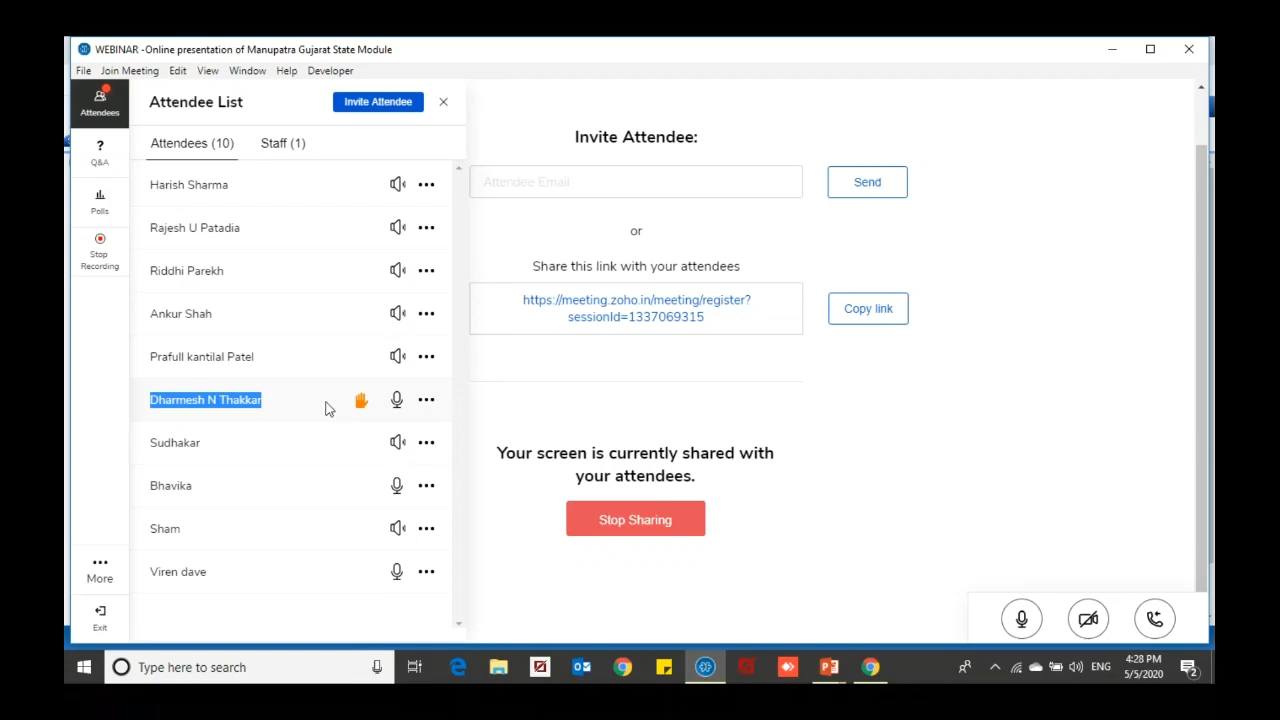 WEBINAR -Online presentation of Manupatra Gujarat State Module
File Join Meeting Edit View Window Help Developer
Attendees
?
Q&A
Polls
Stop
Recording
More
Exit
Attendee List
Invite Attendee
Attendees (10) Staff (1)
Harish Sharma
Rajesh U Patadia
Riddhi Parekh
Ankur Shah
Prafull kantilal Patel
Dharmesh N Thakkar
Sudhakar
Bhavika
Sham
Viren dave
Invite Attendee:
Attendee Email
Send
or
Share this link with your attendees
https://meeting.zoho.in/meeting/register?
sessionId=1337069315
Copy link
Your screen is currently shared with
your attendees.
Stop Sharing
Type here to search
ENG
4:28 PM
5/5/2020
2